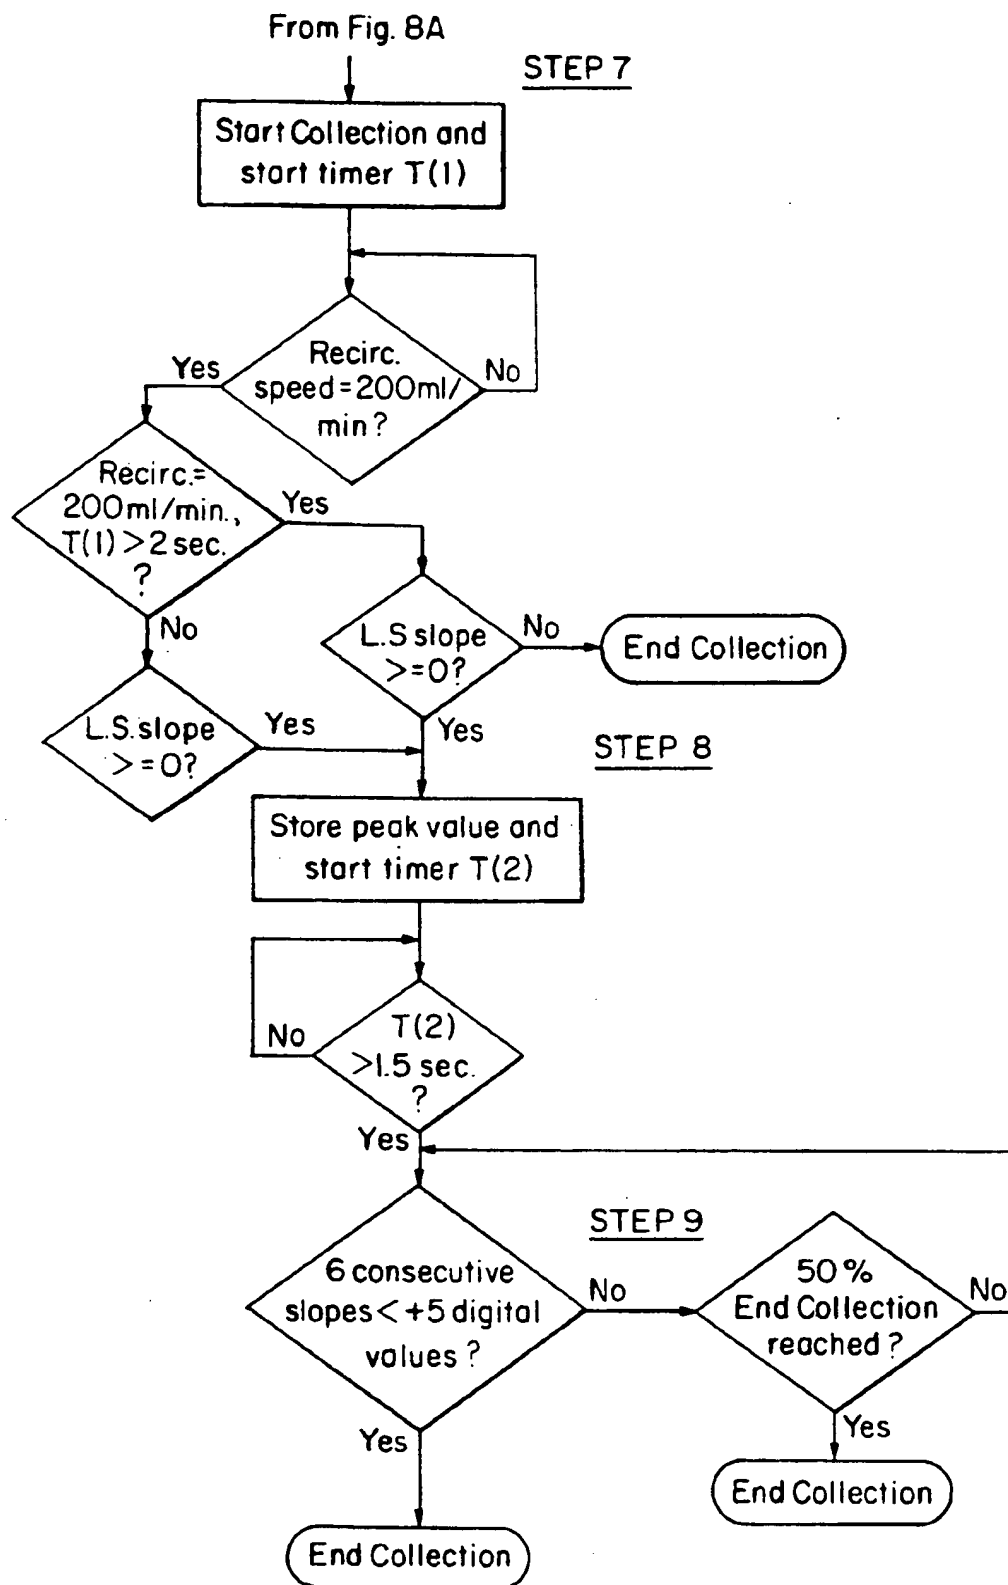 From Fig. 8A
STEP 7
Start Collection and
start timer T(1)
Recirc.
speed=200ml/
min?
Yes
No
Recirc.=
200ml/min.,
T(1)>2 sec.
?
Yes
No
L.S slope
>=0?
No
End Collection
Yes
L.S. slope
>=0?
Yes
STEP 8
Store peak value and
start timer T(2)
T(2)
>1.5 sec.
?
No
Yes
STEP 9
6 consecutive
slopes<+5 digital
values?
No
50%
End Collection
reached?
No
Yes
End Collection
Yes
End Collection